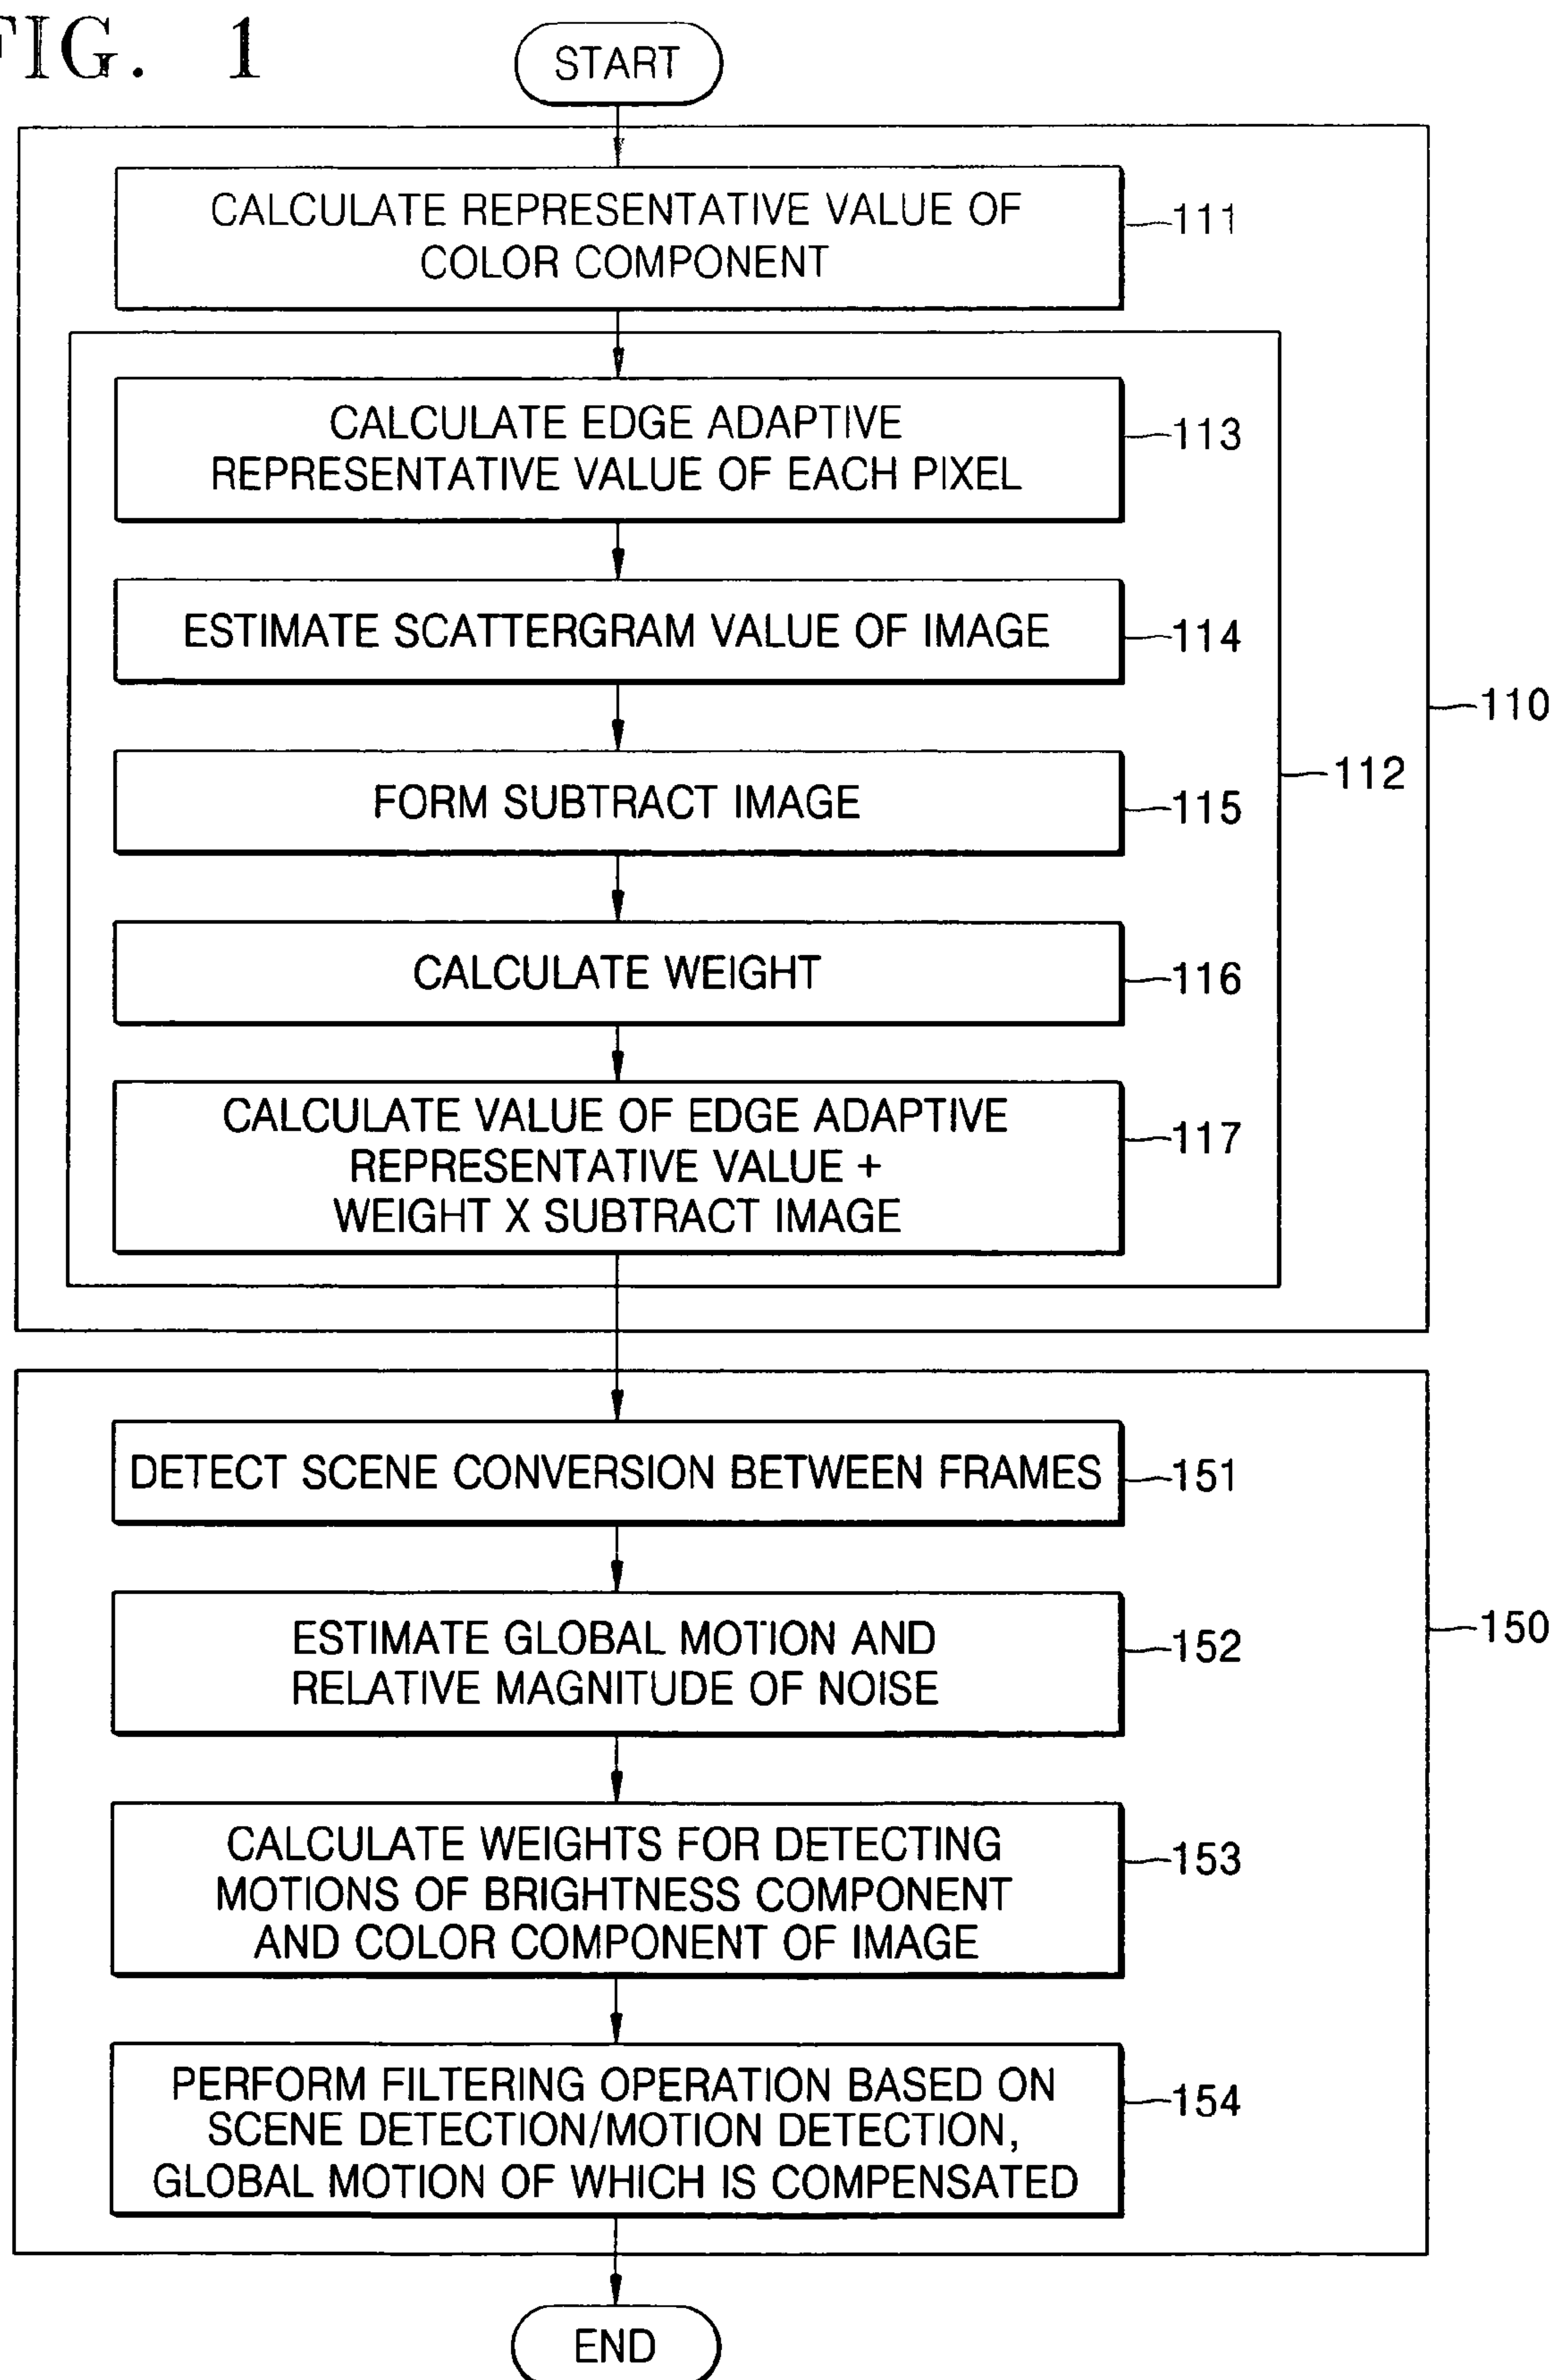 FIG. 1
START
CALCULATE REPRESENTATIVE VALUE OF
COLOR COMPONENT
111
CALCULATE EDGE ADAPTIVE
REPRESENTATIVE VALUE OF EACH PIXEL
113
ESTIMATE SCATTERGRAM VALUE OF IMAGE
114
110
112
FORM SUBTRACT IMAGE
115
CALCULATE WEIGHT
116
CALCULATE VALUE OF EDGE ADAPTIVE
REPRESENTATIVE VALUE +
WEIGHT X SUBTRACT IMAGE
117
DETECT SCENE CONVERSION BETWEEN FRAMES
151
ESTIMATE GLOBAL MOTION AND
RELATIVE MAGNITUDE OF NOISE
152
150
CALCULATE WEIGHTS FOR DETECTING
MOTIONS OF BRIGHTNESS COMPONENT
AND COLOR COMPONENT OF IMAGE
153
PERFORM FILTERING OPERATION BASED ON
SCENE DETECTION/MOTION DETECTION,
GLOBAL MOTION OF WHICH IS COMPENSATED
154
END